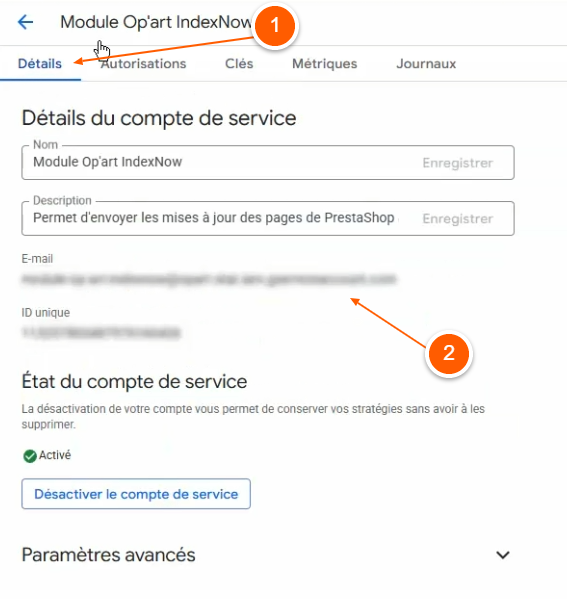 Module Op'art IndexNow
1
Détails Autorisations Clés Métriques Journaux
Détails du compte de service
Nom
Module Op'art IndexNow Enregistrer
Description
Permet d'envoyer les mises à jour des pages de PrestaShop Enregistrer
E-mail
ID unique
2
État du compte de service
La désactivation de votre compte vous permet de conserver vos stratégies sans avoir à les
supprimer.
Activé
Désactiver le compte de service
Paramètres avancés